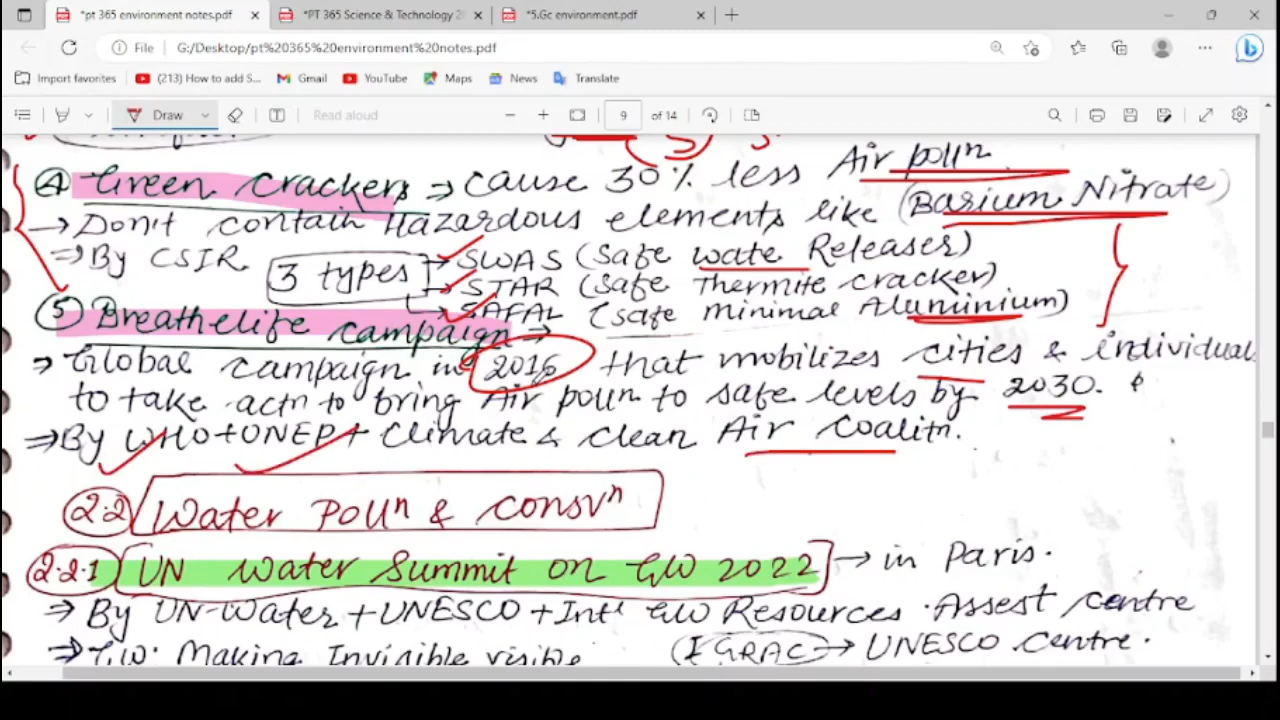 *pt 365 environment notes.pdf
*PT 365 Science & Technology 2
*5.Gc environment.pdf
File G:/Desktop/pt%20365%20environment%20notes.pdf
Import favorites (213) How to add S... Gmail YouTube Maps News Translate
Draw Read aloud 9 of 14
④ Green crackers ⇒ cause 30% less Air polln
→ Don't contain Hazardous elements like (Barium Nitrate)
⇒ By CSIR 3 types → SWAS (safe wate Releaser)
→ STAR (safe Thermite cracker)
→ SAFAL (safe minimal Aluminium)
⑤ Breathelife campaign →
⇒ Global campaign in 2016 that mobilizes cities & individual
to take actn to bring Air polln to safe levels by 2030.
⇒ By WHO + UNEP + Climate & clean Air coalitn.
2.2 Water Polln & consvn
2.2.1 UN Water Summit on GW 2022 → in Paris.
⇒ By UN-Water + UNESCO + Intl GW Resources Assest centre
⇒ GW: Making Invisible visible (IGRAC) → UNESCO centre.